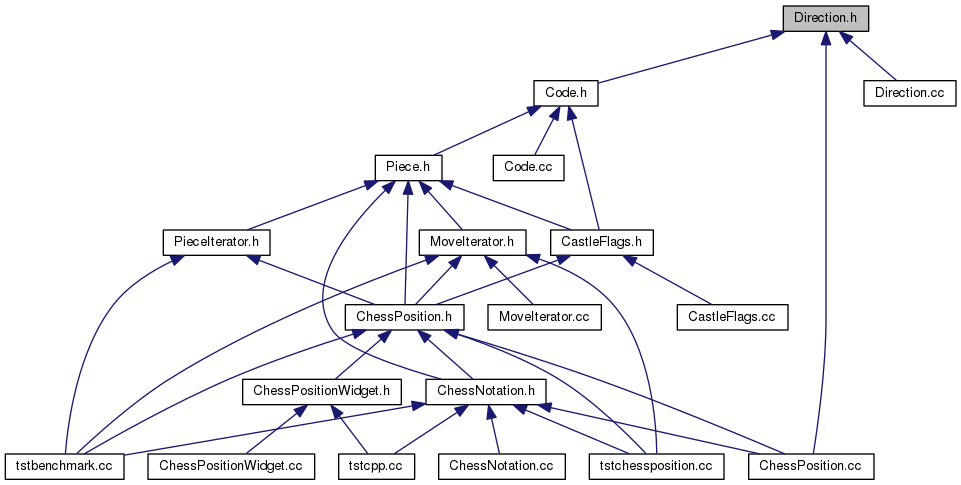 Direction.h
Code.h
Direction.cc
Piece.h
Code.cc
PieceIterator.h
MoveIterator.h
CastleFlags.h
ChessPosition.h
MoveIterator.cc
CastleFlags.cc
ChessPositionWidget.h
ChessNotation.h
tstbenchmark.cc
ChessPositionWidget.cc
tstcpp.cc
ChessNotation.cc
tstchessposition.cc
ChessPosition.cc